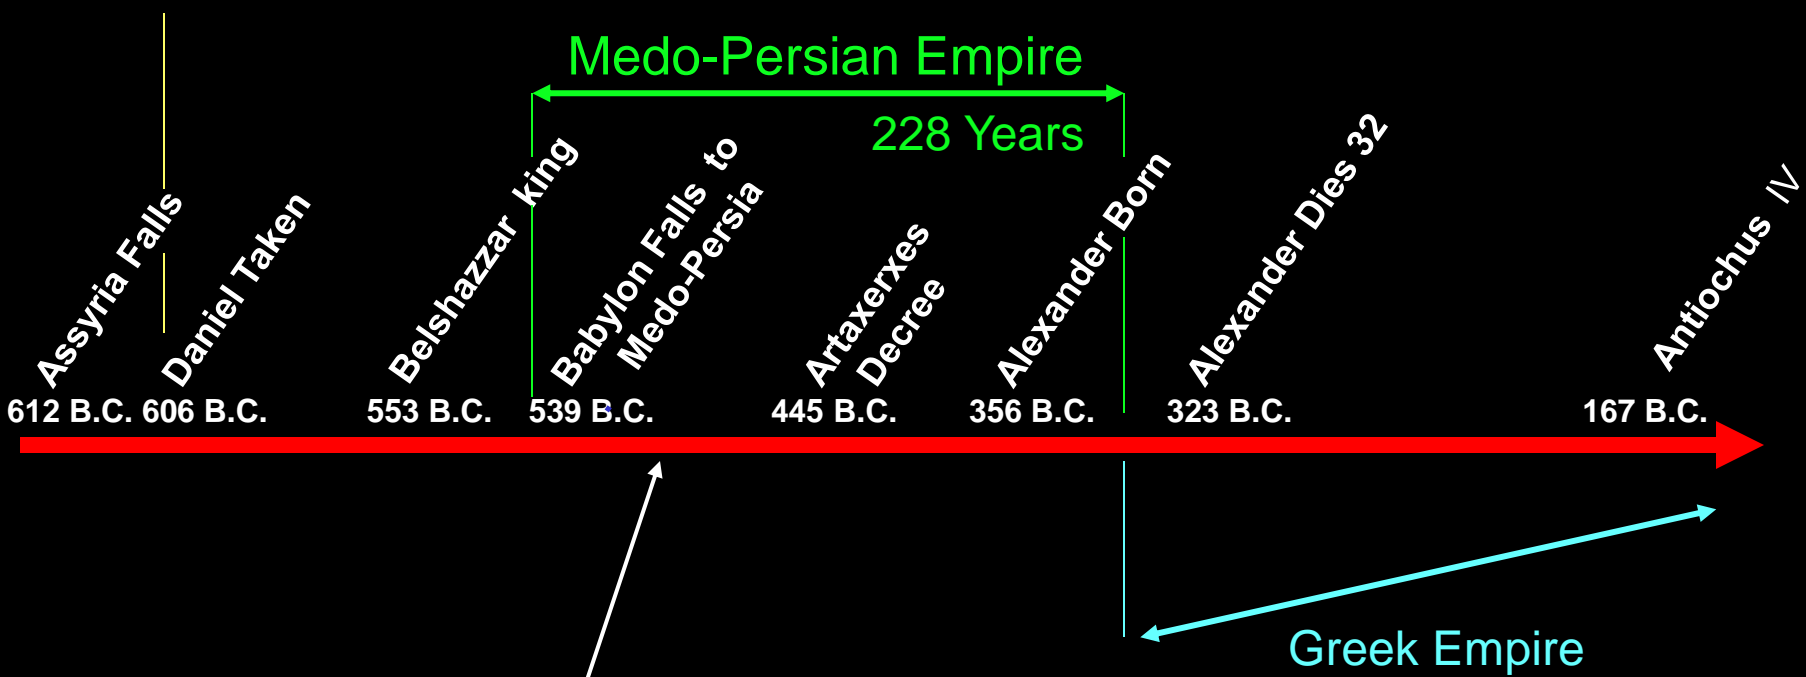 Medo-Persian Empire
228 Years
Assyria Falls
Daniel Taken
Belshazzar king
Babylon Falls to
Medo-Persia
Artaxerxes
Decree
Alexander Born
Alexander Dies 32
Antiochus IV
612 B.C.
606 B.C.
553 B.C.
539 B.C.
445 B.C.
356 B.C.
323 B.C.
167 B.C.
Greek Empire